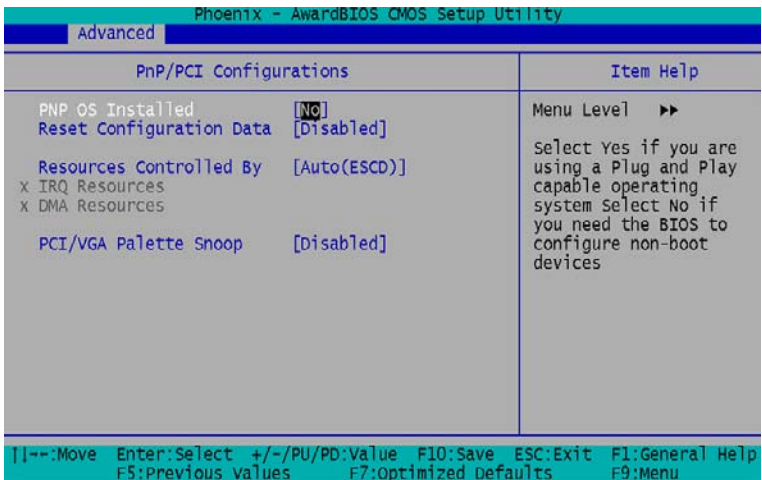 Phoenix - AwardBIOS CMOS Setup Utility
Advanced
PnP/PCI Configurations
Item Help
PNP OS Installed [No]
Reset Configuration Data [Disabled]
Resources Controlled By [Auto(ESCD)]
x IRQ Resources
x DMA Resources
PCI/VGA Palette Snoop [Disabled]
Menu Level ▶▶
Select Yes if you are
using a Plug and Play
capable operating
system Select No if
you need the BIOS to
configure non-boot
devices
↑↓→←:Move Enter:Select +/-/PU/PD:Value F10:Save ESC:Exit F1:General Help
F5:Previous Values F7:Optimized Defaults F9:Menu